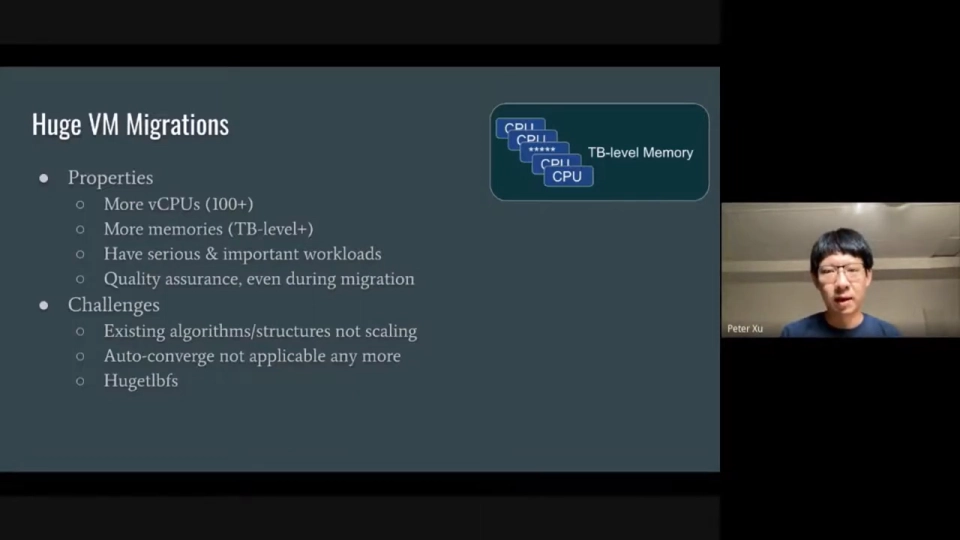 Huge VM Migrations
● Properties
○ More vCPUs (100+)
○ More memories (TB-level+)
○ Have serious & important workloads
○ Quality assurance, even during migration
● Challenges
○ Existing algorithms/structures not scaling
○ Auto-converge not applicable any more
○ Hugetlbfs
CPU
CPU
*****
CPU
CPU
TB-level Memory
Peter Xu